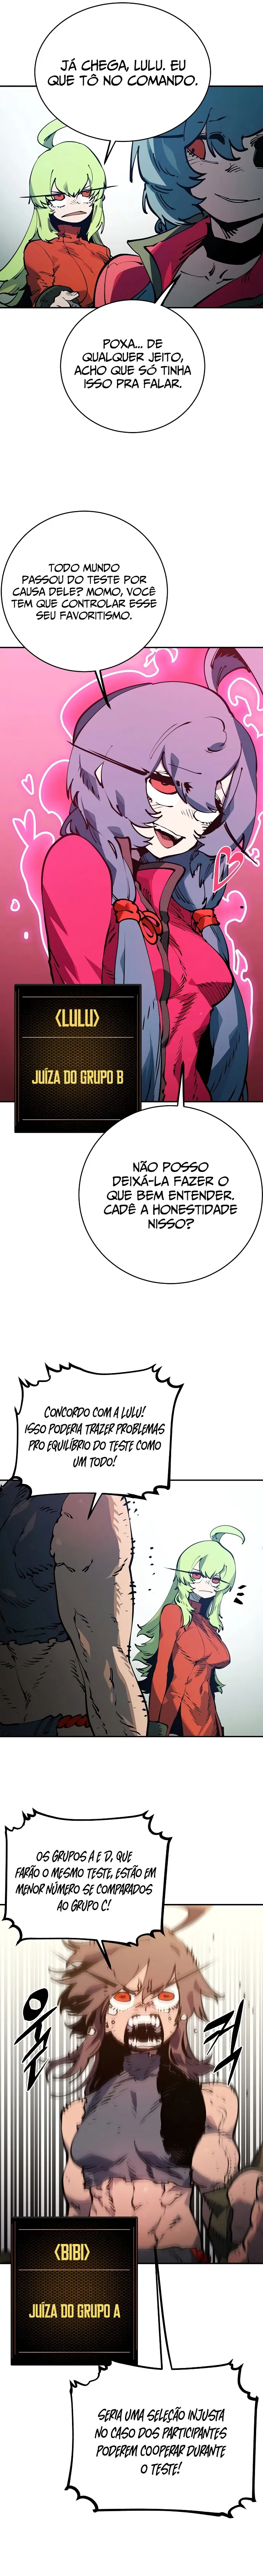 JÁ CHEGA, LULU. EU
QUE TÔ NO COMANDO.
POXA... DE
QUALQUER JEITO,
ACHO QUE SÓ TINHA
ISSO PRA FALAR.
TODO MUNDO
PASSOU DO TESTE POR
CAUSA DELE? MOMO, VOCÊ
TEM QUE CONTROLAR ESSE
SEU FAVORITISMO.
<LULU>
JUÍZA DO GRUPO B
NÃO POSSO
DEIXÁ-LA FAZER O
QUE BEM ENTENDER.
CADÊ A HONESTIDADE
NISSO?
CONCORDO COM A LULU!
ISSO PODERIA TRAZER PROBLEMAS
PRO EQUILÍBRIO DO TESTE COMO
UM TODO!
OS GRUPOS A E D, QUE
FARÃO O MESMO TESTE, ESTÃO EM
MENOR NÚMERO SE COMPARADOS
AO GRUPO C!
<BIBI>
JUÍZA DO GRUPO A
SERIA UMA SELEÇÃO INJUSTA
NO CASO DOS PARTICIPANTES
PODEREM COOPERAR DURANTE
O TESTE!